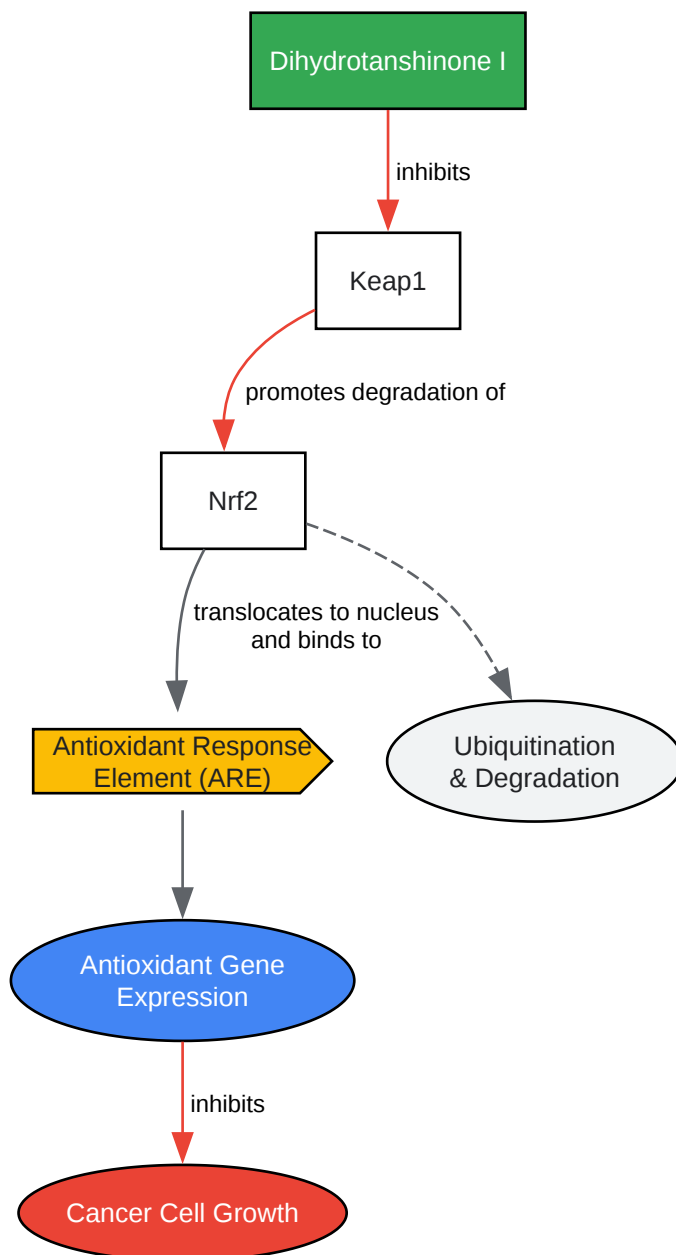 Dihydrotanshinone I
inhibits
Keap1
promotes degradation of
Nrf2
translocates to nucleus
and binds to
Antioxidant Response
Element (ARE)
Ubiquitination
& Degradation
Antioxidant Gene
Expression
inhibits
Cancer Cell Growth